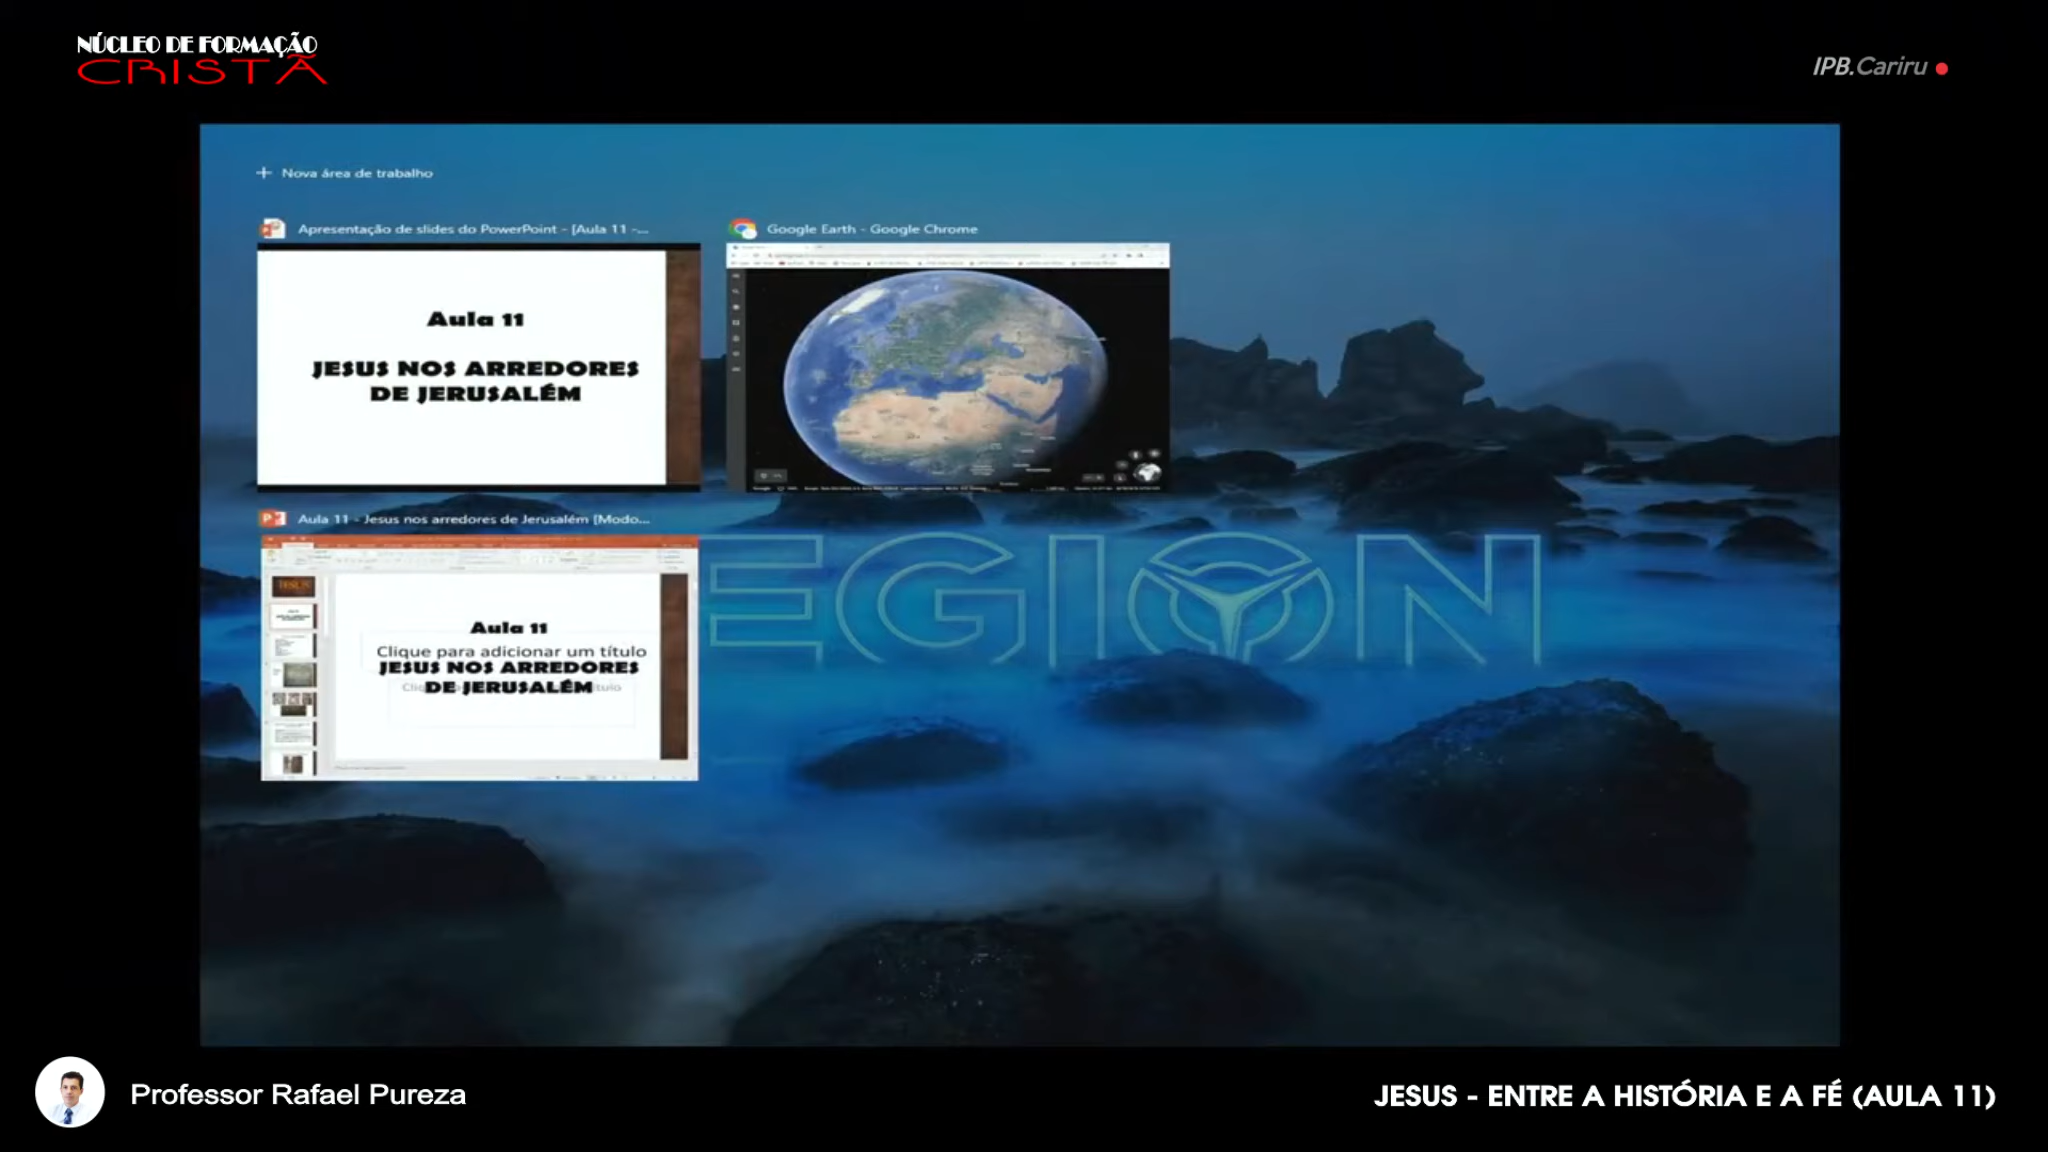 NÚCLEO DE FORMAÇÃO
CRISTÃ
IPB.Cariru
Nova área de trabalho
Apresentação de slides do PowerPoint - [Aula 11 -...
Google Earth - Google Chrome
Aula 11
JESUS NOS ARREDORES
DE JERUSALÉM
Aula 11 - Jesus nos arredores de Jerusalém [Modo...
Aula 11
Clique para adicionar um título
JESUS NOS ARREDORES
DE JERUSALÉM
EGION
Professor Rafael Pureza
JESUS - ENTRE A HISTÓRIA E A FÉ (AULA 11)